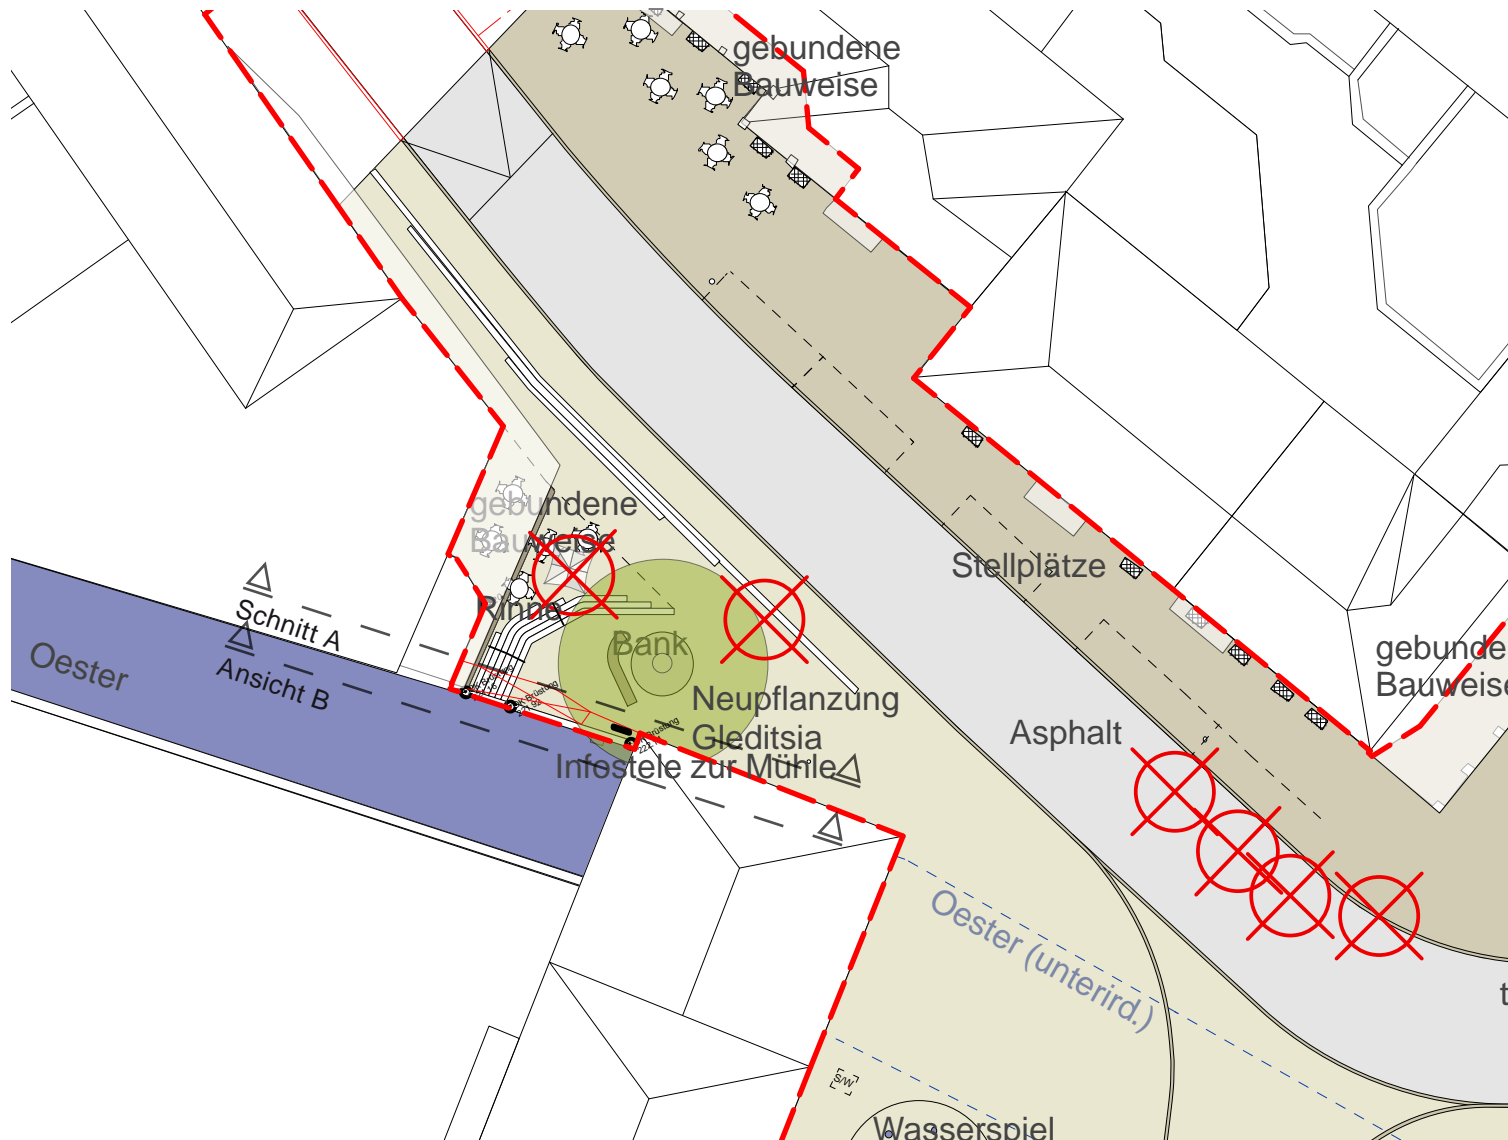 gebundene
Bauweise
gebundene
Bauweise
Stellplätze
Rinne
Schnitt A
Bank
Oester
Ansicht B
gebunde
Bauweise
Neupflanzung
Gleditsia
Asphalt
Infostele zur Mühle
Oester (unterird.)
t
S/W
Wasserspiel